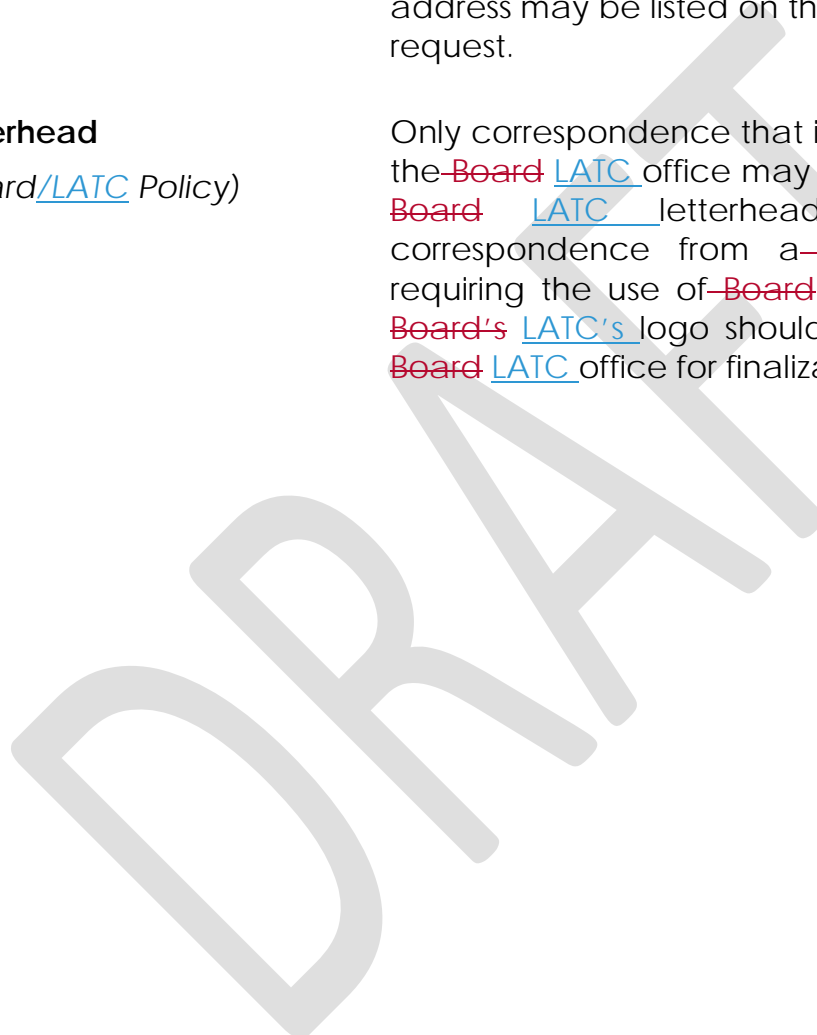 address may be listed on th
request.
erhead
ard/LATC Policy)
Only correspondence that i
the Board LATC office may
Board LATC letterhead
correspondence from a
requiring the use of Board
Board's LATC's logo should
Board LATC office for finaliza
DRAFT